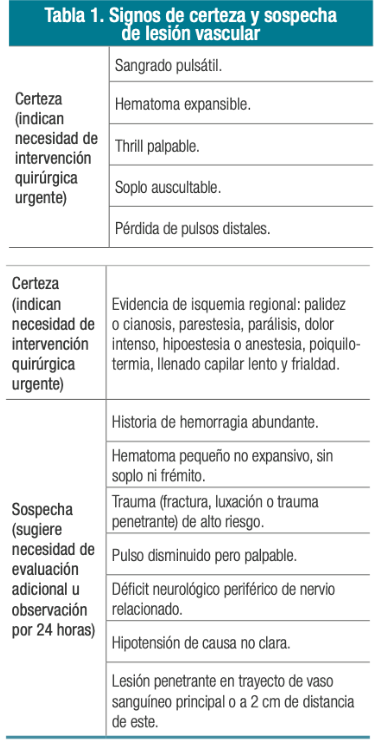 Tabla 1. Signos de certeza y sospecha
de lesión vascular
Certeza
(indican
necesidad de
intervención
quirúrgica
urgente)
Sangrado pulsátil.
Hematoma expansible.
Thrill palpable.
Soplo auscultable.
Pérdida de pulsos distales.
Certeza
(indican
necesidad de
intervención
quirúrgica
urgente)
Evidencia de isquemia regional: palidez
o cianosis, parestesia, parálisis, dolor
intenso, hipoestesia o anestesia, poiquilo-
termia, llenado capilar lento y frialdad.
Sospecha
(sugiere
necesidad de
evaluación
adicional u
observación
por 24 horas)
Historia de hemorragia abundante.
Hematoma pequeño no expansivo, sin
soplo ni frémito.
Trauma (fractura, luxación o trauma
penetrante) de alto riesgo.
Pulso disminuido pero palpable.
Déficit neurológico periférico de nervio
relacionado.
Hipotensión de causa no clara.
Lesión penetrante en trayecto de vaso
sanguíneo principal o a 2 cm de distancia
de este.